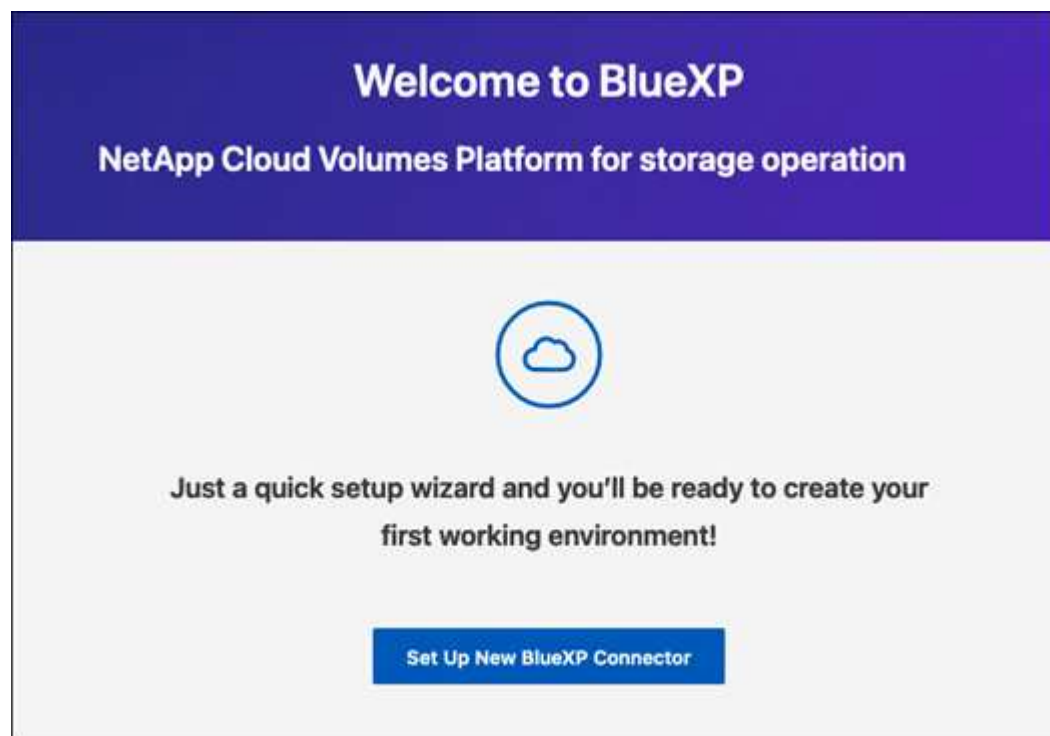 Welcome to BlueXP
NetApp Cloud Volumes Platform for storage operation
Just a quick setup wizard and you'll be ready to create your
first working environment!
Set Up New BlueXP Connector